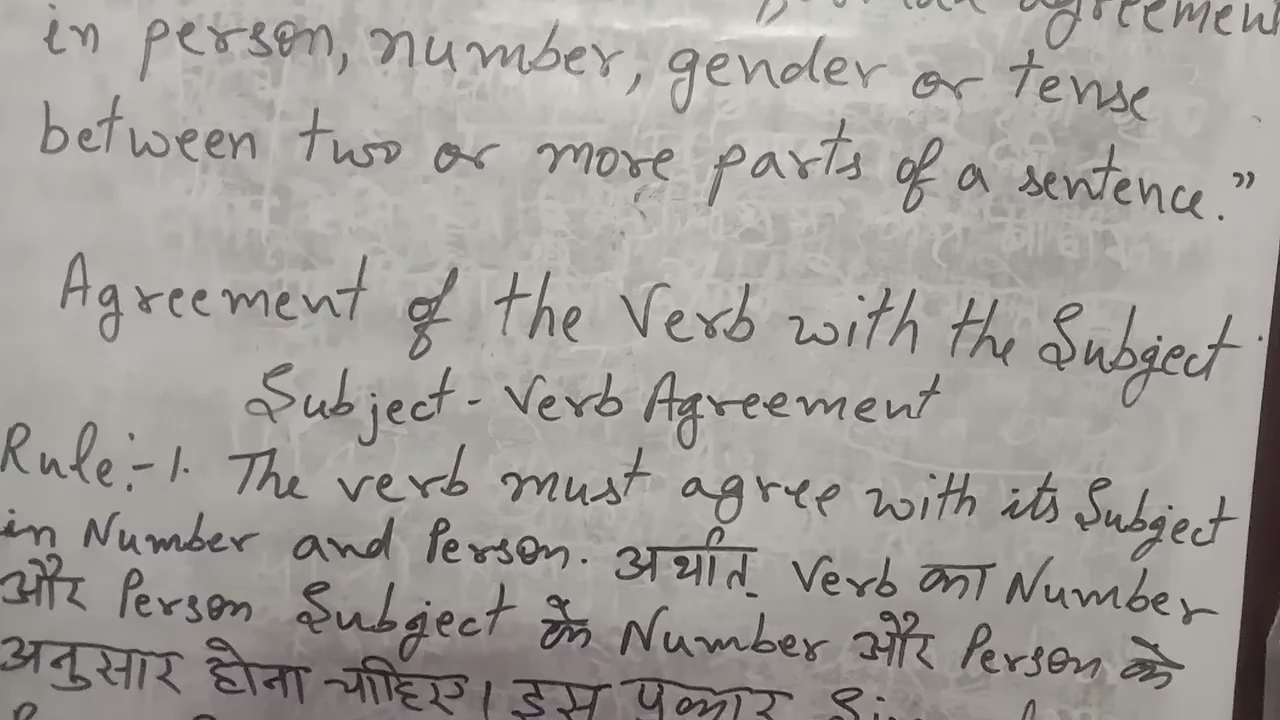 agreement
in person, number, gender or tense
between two or more parts of a sentence.”
Agreement of the Verb with the Subject
Subject - Verb Agreement
Rule:-1. The verb must agree with its Subject
in Number and Person. अर्थात् Verb का Number
और Person Subject के Number और Person के
अनुसार होना चाहिए। इस प्रकार